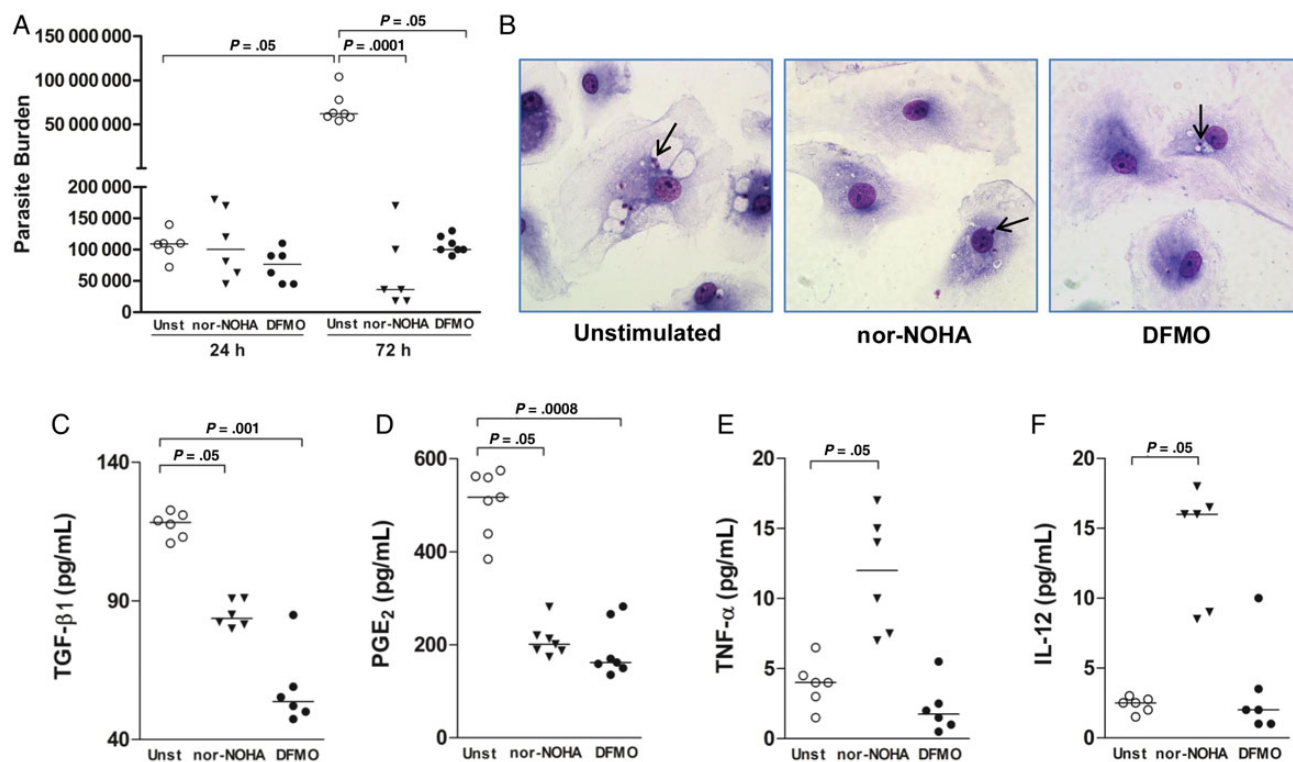 A
B
P = .05
P = .05
P = .0001
150 000 000
100 000 000
50 000 000
200 000
150 000
100 000
50 000
0
Parasite Burden
Unst nor-NOHA DFMO
24 h
Unst nor-NOHA DFMO
72 h
Unstimulated
nor-NOHA
DFMO
C
P = .001
P = .05
140
90
40
TGF-β1 (pg/mL)
Unst nor-NOHA DFMO
D
P = .0008
P = .05
600
400
200
0
PGE2 (pg/mL)
Unst nor-NOHA DFMO
E
P = .05
20
15
10
5
0
TNF-α (pg/mL)
Unst nor-NOHA DFMO
F
P = .05
20
15
10
5
0
IL-12 (pg/mL)
Unst nor-NOHA DFMO